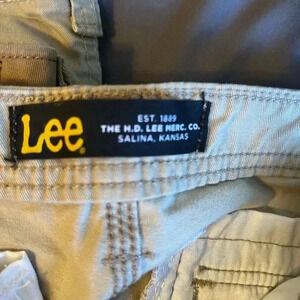 Lee
EST. 1889
THE H.D. LEE MERC. CO.
SALINA, KANSAS